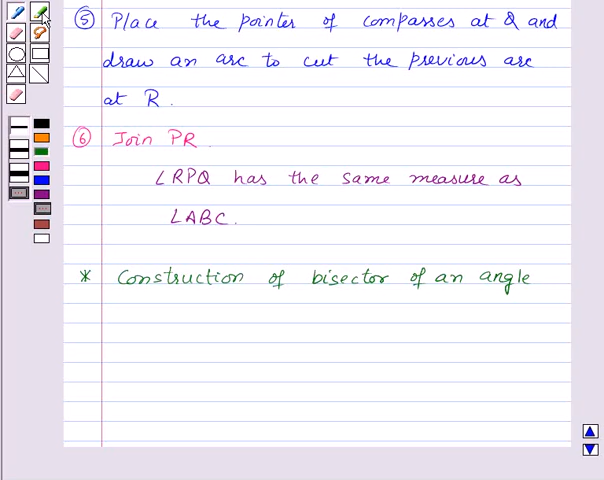 ⑤ Place the pointer of compasses at Q and
draw an arc to cut the previous arc
at R.
⑥ Join PR.
∠RPQ has the same measure as
∠ABC.
* Construction of bisector of an angle